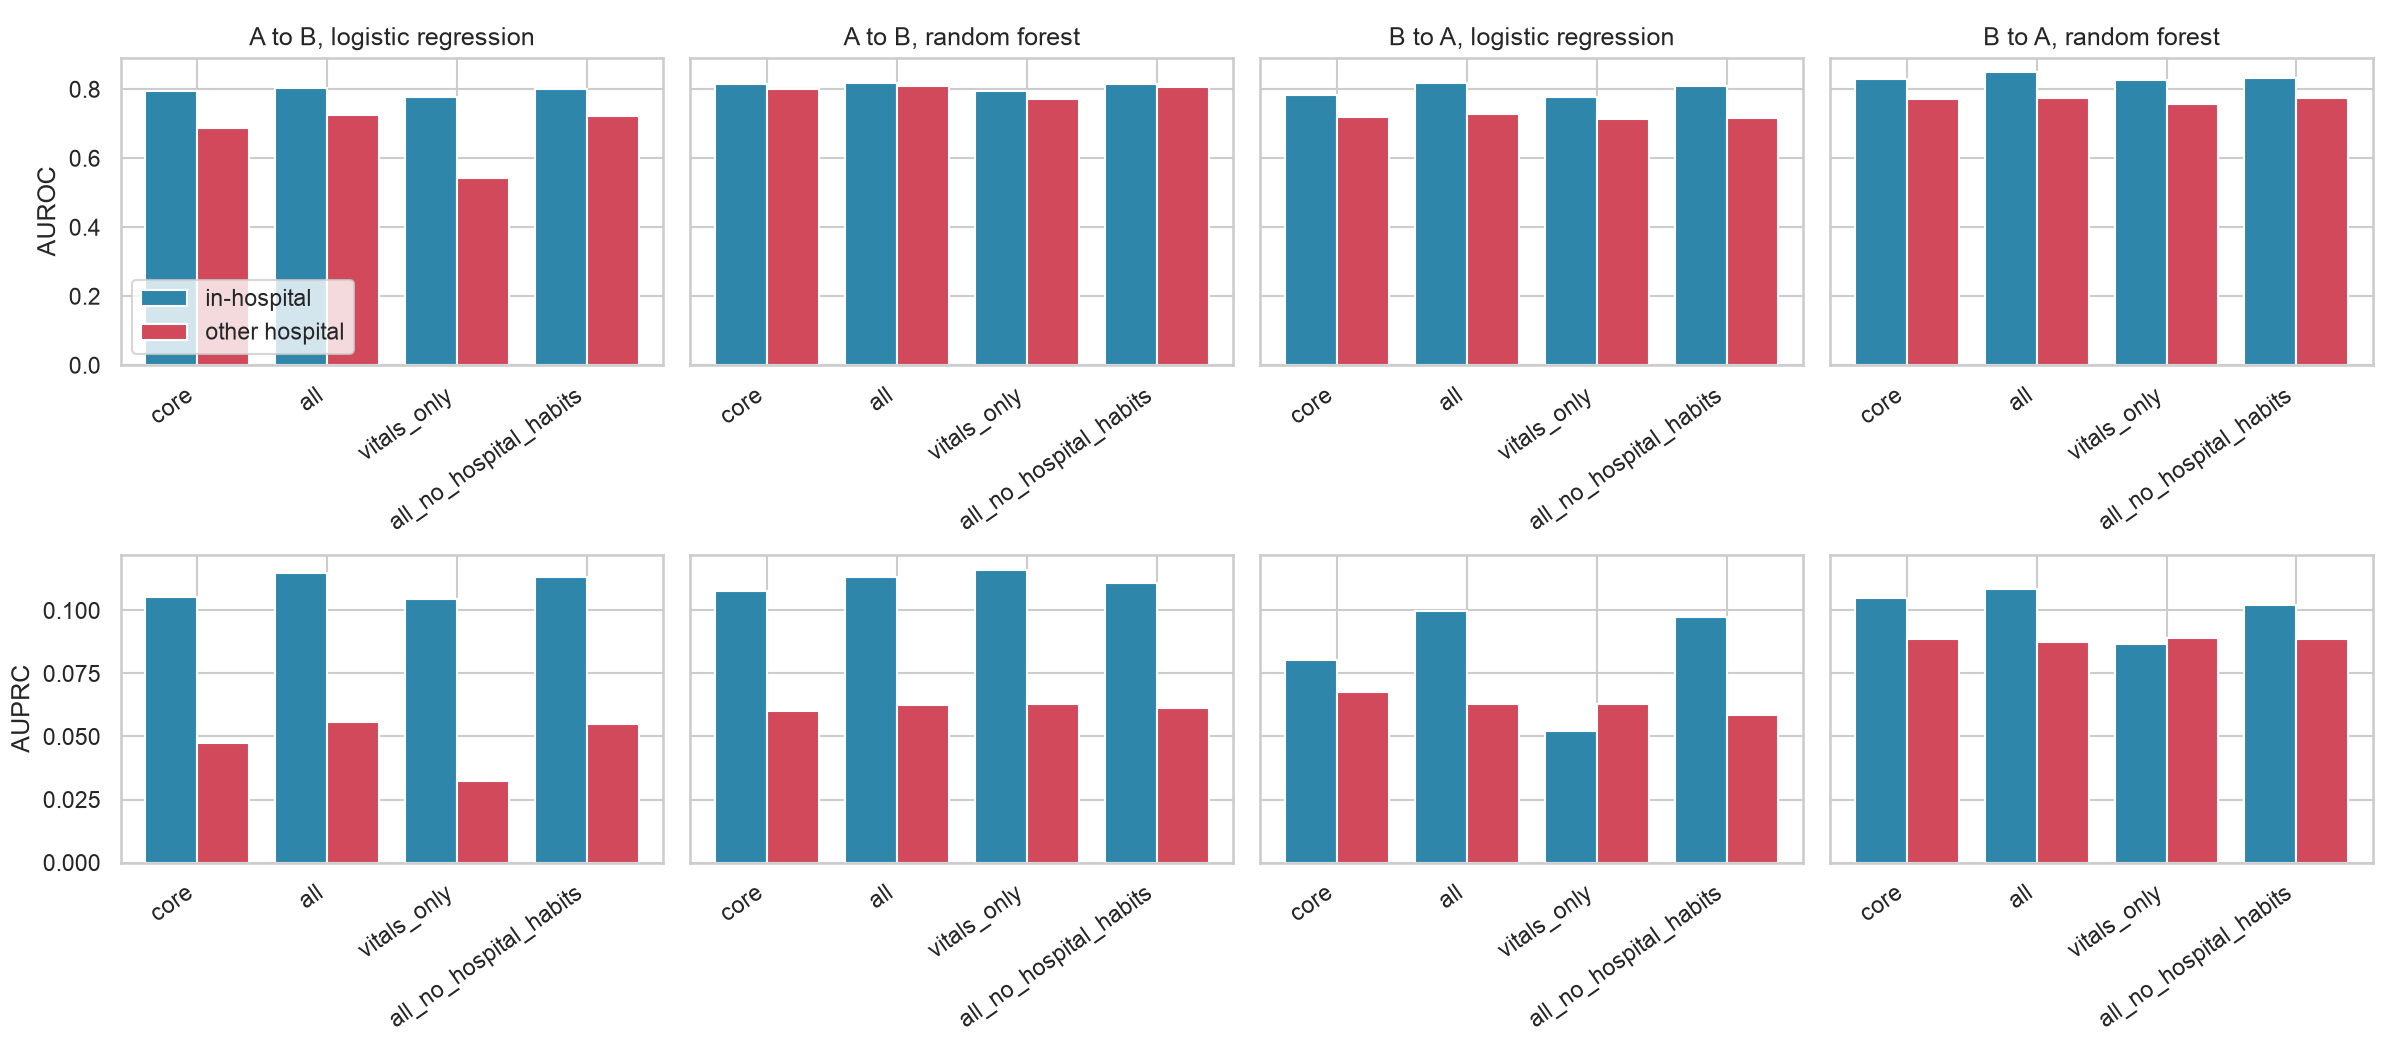 A to B, logistic regression
A to B, random forest
B to A, logistic regression
B to A, random forest
AUROC
0.8
0.6
0.4
0.2
0.0
in-hospital
other hospital
core
all
vitals_only
all_no_hospital_habits
core
all
vitals_only
all_no_hospital_habits
core
all
vitals_only
all_no_hospital_habits
core
all
vitals_only
all_no_hospital_habits
AUPRC
0.100
0.075
0.050
0.025
0.000
core
all
vitals_only
all_no_hospital_habits
core
all
vitals_only
all_no_hospital_habits
core
all
vitals_only
all_no_hospital_habits
core
all
vitals_only
all_no_hospital_habits